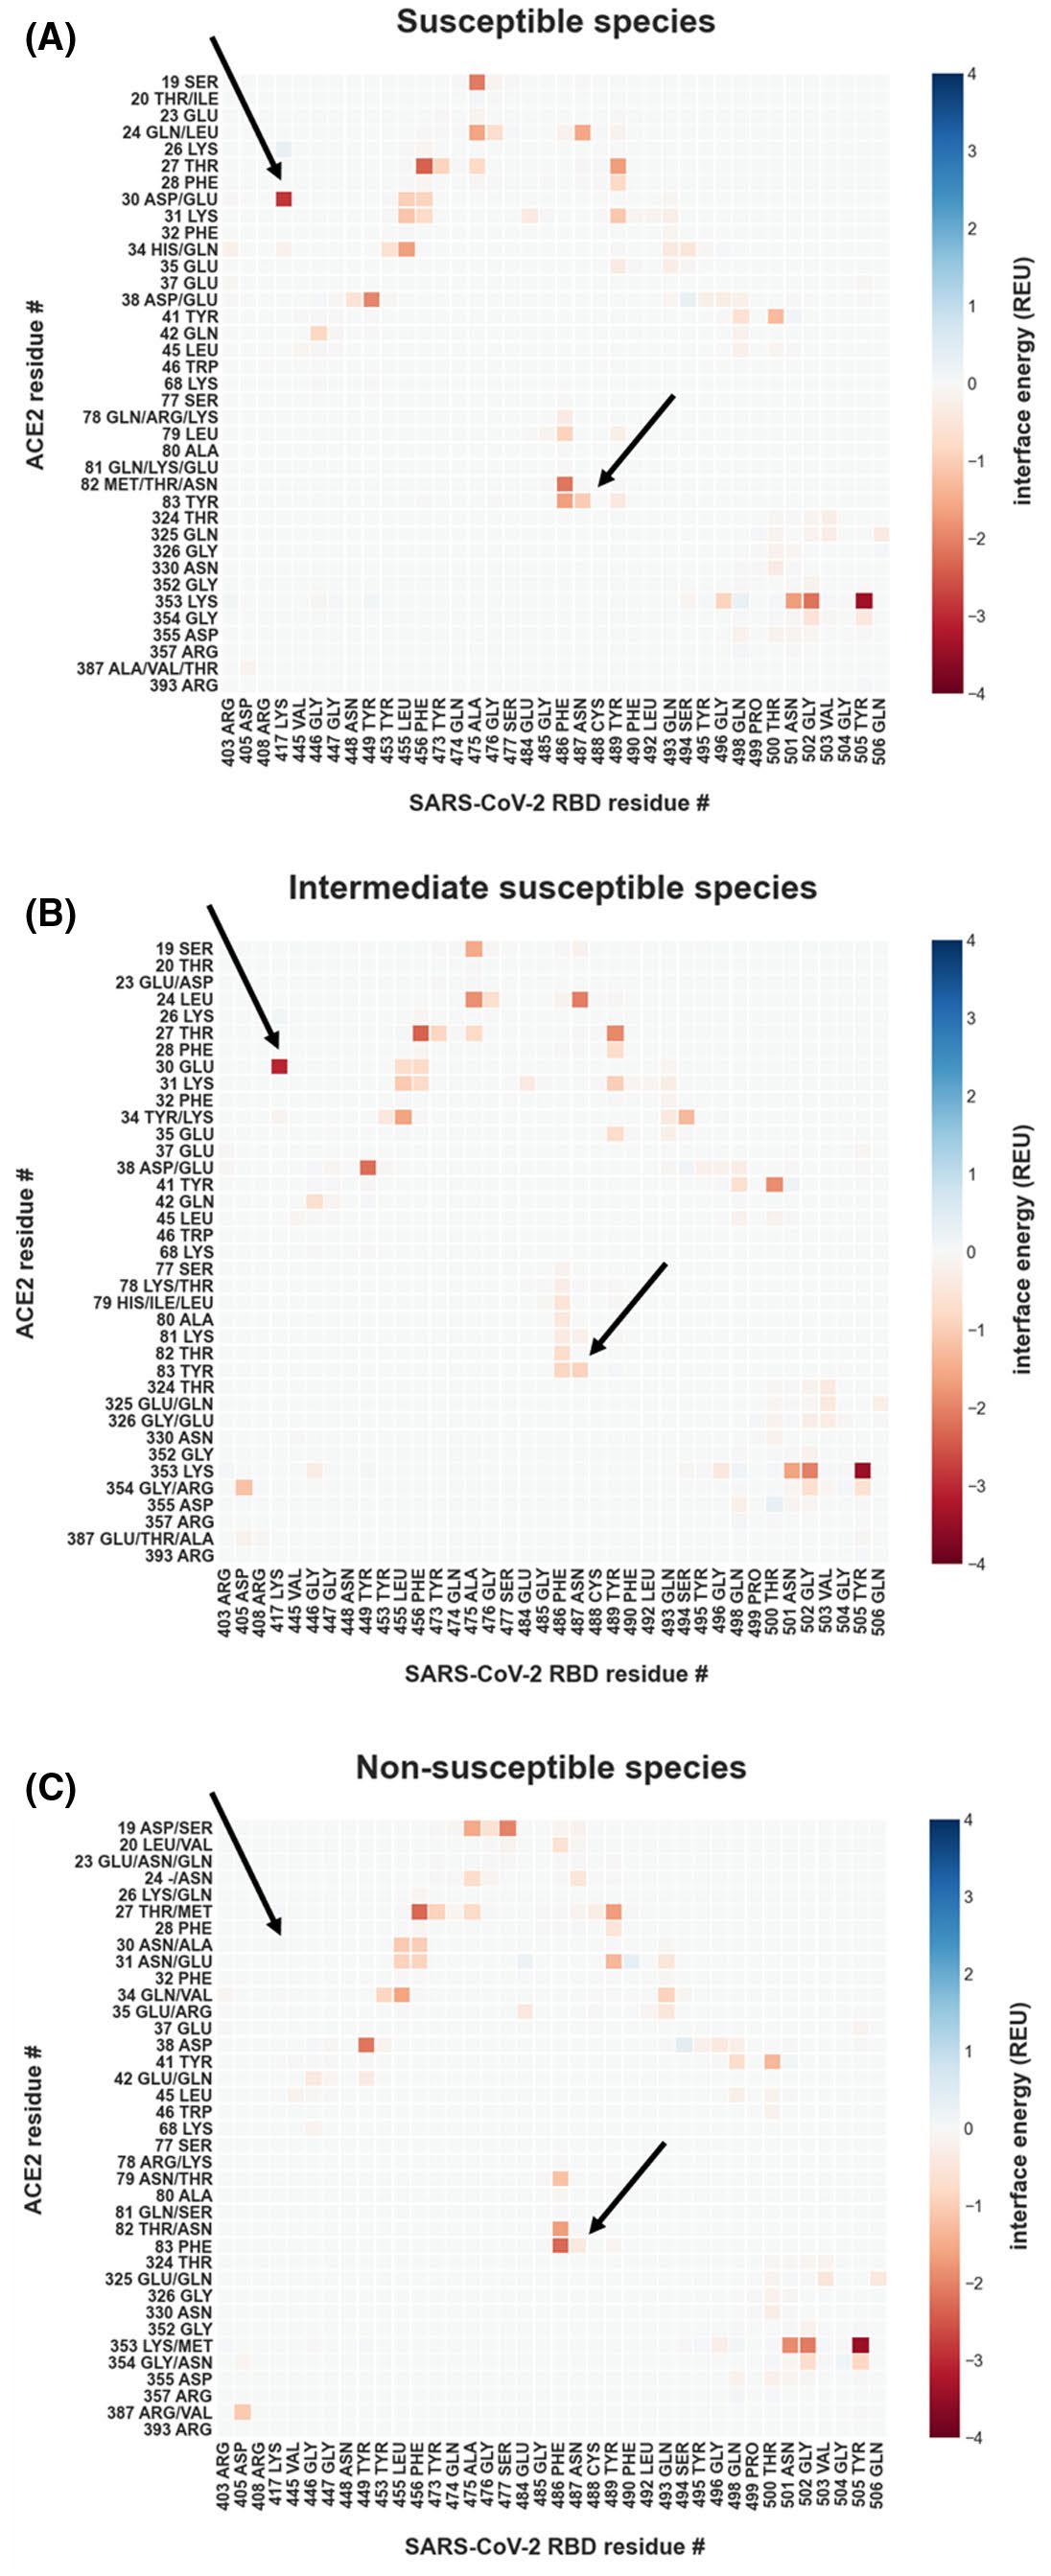 (A)
Susceptible species
19 SER
20 THR/ILE
23 GLU
24 GLN/LEU
26 LYS
27 THR
28 PHE
30 ASP/GLU
31 LYS
32 PHE
34 HIS/GLN
35 GLU
37 GLU
38 ASP/GLU
41 TYR
42 GLN
45 LEU
46 TRP
68 LYS
77 SER
78 GLN/ARG/LYS
79 LEU
80 ALA
81 GLN/LYS/GLU
82 MET/THR/ASN
83 TYR
324 THR
325 GLN
326 GLY
330 ASN
352 GLY
353 LYS
354 GLY
355 ASP
357 ARG
387 ALA/VAL/THR
393 ARG
ACE2 residue #
403 ARG
405 ASP
408 ARG
417 LYS
445 VAL
446 GLY
447 GLY
448 ASN
449 TYR
453 TYR
455 LEU
456 PHE
473 TYR
474 GLN
475 ALA
476 GLY
477 SER
484 GLU
485 GLY
486 PHE
487 ASN
488 CYS
489 TYR
490 PHE
492 LEU
493 GLN
494 SER
495 TYR
496 GLY
498 GLN
499 PRO
500 THR
501 ASN
502 GLY
503 VAL
504 GLY
505 TYR
506 GLN
SARS-CoV-2 RBD residue #
4
3
2
1
0
−1
−2
−3
−4
interface energy (REU)
(B)
Intermediate susceptible species
19 SER
20 THR
23 GLU/ASP
24 LEU
26 LYS
27 THR
28 PHE
30 GLU
31 LYS
32 PHE
34 TYR/LYS
35 GLU
37 GLU
38 ASP/GLU
41 TYR
42 GLN
45 LEU
46 TRP
68 LYS
77 SER
78 LYS/THR
79 HIS/ILE/LEU
80 ALA
81 LYS
82 THR
83 TYR
324 THR
325 GLU/GLN
326 GLY/GLU
330 ASN
352 GLY
353 LYS
354 GLY/ARG
355 ASP
357 ARG
387 GLU/THR/ALA
393 ARG
ACE2 residue #
403 ARG
405 ASP
408 ARG
417 LYS
445 VAL
446 GLY
447 GLY
448 ASN
449 TYR
453 TYR
455 LEU
456 PHE
473 TYR
474 GLN
475 ALA
476 GLY
477 SER
484 GLU
485 GLY
486 PHE
487 ASN
488 CYS
489 TYR
490 PHE
492 LEU
493 GLN
494 SER
495 TYR
496 GLY
498 GLN
499 PRO
500 THR
501 ASN
502 GLY
503 VAL
504 GLY
505 TYR
506 GLN
SARS-CoV-2 RBD residue #
4
3
2
1
0
−1
−2
−3
−4
interface energy (REU)
(C)
Non-susceptible species
19 ASP/SER
20 LEU/VAL
23 GLU/ASN/GLN
24 -/ASN
26 LYS/GLN
27 THR/MET
28 PHE
30 ASN/ALA
31 ASN/GLU
32 PHE
34 GLN/VAL
35 GLU/ARG
37 GLU
38 ASP
41 TYR
42 GLU/GLN
45 LEU
46 TRP
68 LYS
77 SER
78 ARG/LYS
79 ASN/THR
80 ALA
81 GLN/SER
82 THR/ASN
83 PHE
324 THR
325 GLU/GLN
326 GLY
330 ASN
352 GLY
353 LYS/MET
354 GLY/ASN
355 ASP
357 ARG
387 ARG/VAL
393 ARG
ACE2 residue #
403 ARG
405 ASP
408 ARG
417 LYS
445 VAL
446 GLY
447 GLY
448 ASN
449 TYR
453 TYR
455 LEU
456 PHE
473 TYR
474 GLN
475 ALA
476 GLY
477 SER
484 GLU
485 GLY
486 PHE
487 ASN
488 CYS
489 TYR
490 PHE
492 LEU
493 GLN
494 SER
495 TYR
496 GLY
498 GLN
499 PRO
500 THR
501 ASN
502 GLY
503 VAL
504 GLY
505 TYR
506 GLN
SARS-CoV-2 RBD residue #
4
3
2
1
0
−1
−2
−3
−4
interface energy (REU)